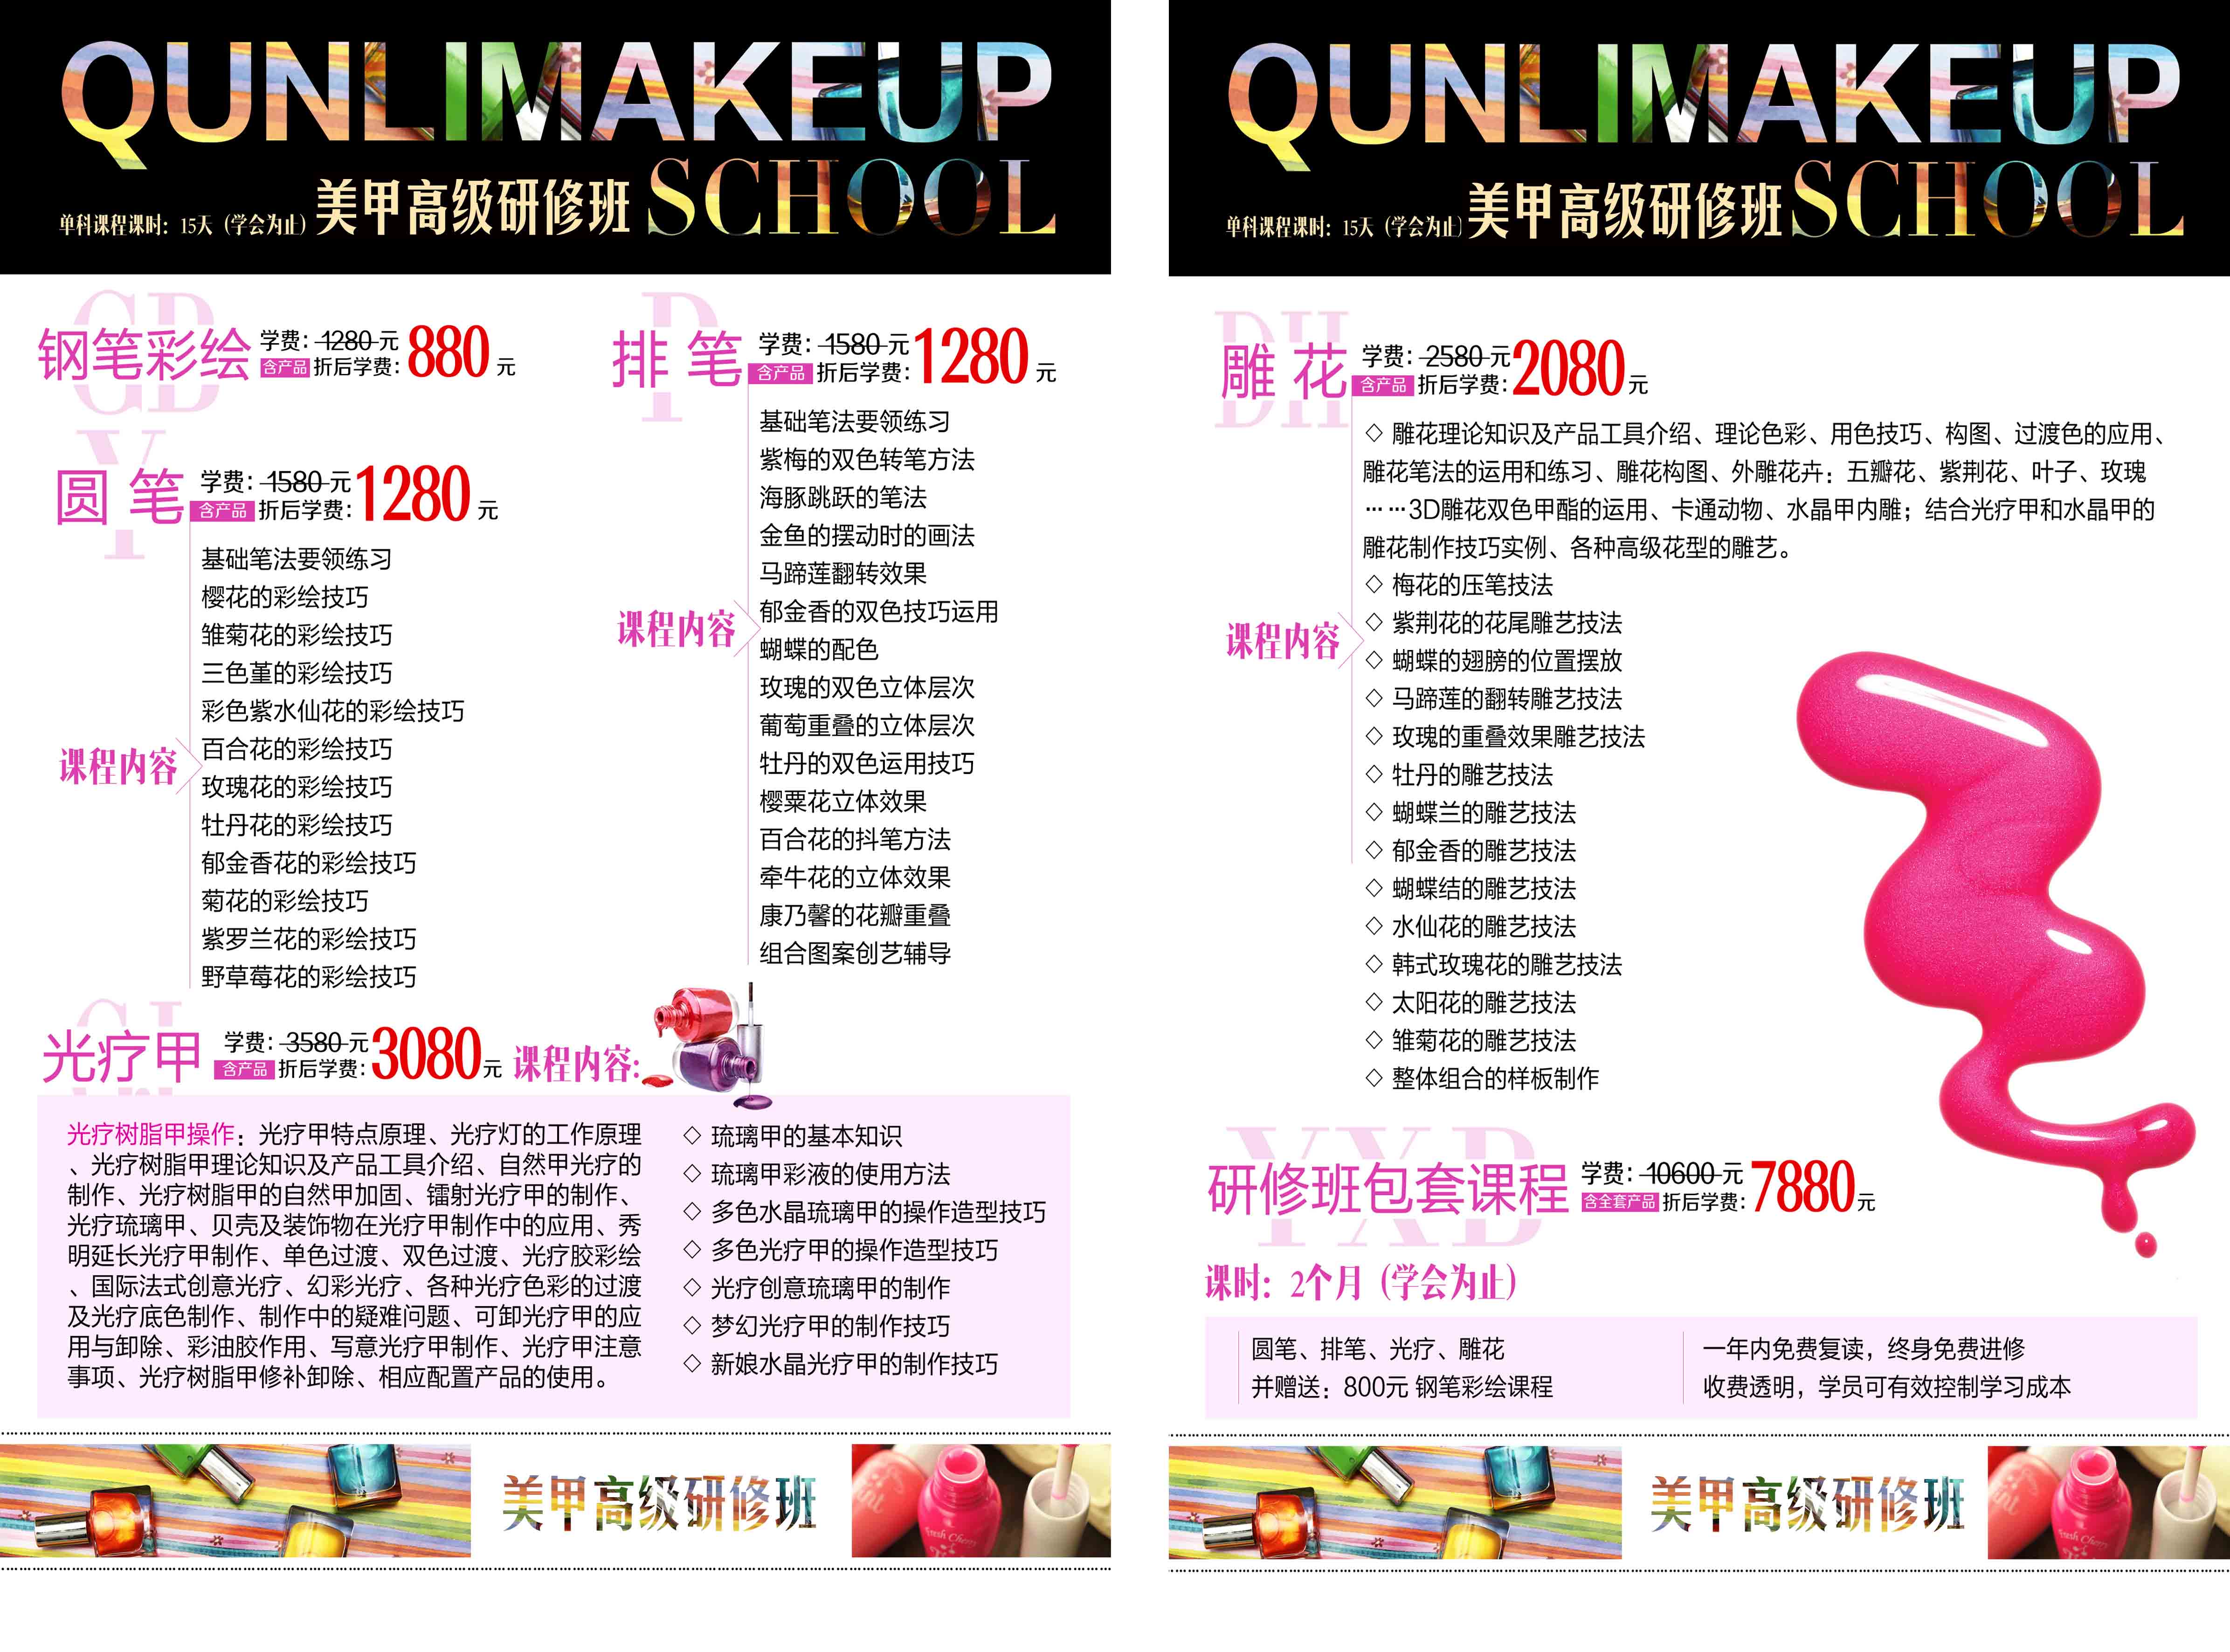 QUNLIMAKEUP
单科课程课时：15天（学会为止）美甲高级研修班 SCHOOL
GB
钢笔彩绘
学费：1280元
含产品 折后学费：880元
Y
圆笔
学费：1580元
含产品 折后学费：1280元
课程内容
基础笔法要领练习
樱花的彩绘技巧
雏菊花的彩绘技巧
三色堇的彩绘技巧
彩色紫水仙花的彩绘技巧
百合花的彩绘技巧
玫瑰花的彩绘技巧
牡丹花的彩绘技巧
郁金香花的彩绘技巧
菊花的彩绘技巧
紫罗兰花的彩绘技巧
野草莓花的彩绘技巧
P
排笔
学费：1580元
含产品 折后学费：1280元
课程内容
基础笔法要领练习
紫梅的双色转笔方法
海豚跳跃的笔法
金鱼的摆动时的画法
马蹄莲翻转效果
郁金香的双色技巧运用
蝴蝶的配色
玫瑰的双色立体层次
葡萄重叠的立体层次
牡丹的双色运用技巧
樱粟花立体效果
百合花的抖笔方法
牵牛花的立体效果
康乃馨的花瓣重叠
组合图案创艺辅导
光疗甲
学费：3580元
含产品 折后学费：3080元
课程内容：
光疗树脂甲操作：光疗甲特点原理、光疗灯的工作原理
、光疗树脂甲理论知识及产品工具介绍、自然甲光疗的
制作、光疗树脂甲的自然甲加固、镭射光疗甲的制作、
光疗琉璃甲、贝壳及装饰物在光疗甲制作中的应用、秀
明延长光疗甲制作、单色过渡、双色过渡、光疗胶彩绘
、国际法式创意光疗、幻彩光疗、各种光疗色彩的过渡
及光疗底色制作、制作中的疑难问题、可卸光疗甲的应
用与卸除、彩油胶作用、写意光疗甲制作、光疗甲注意
事项、光疗树脂甲修补卸除、相应配置产品的使用。
◇ 琉璃甲的基本知识
◇ 琉璃甲彩液的使用方法
◇ 多色水晶琉璃甲的操作造型技巧
◇ 多色光疗甲的操作造型技巧
◇ 光疗创意琉璃甲的制作
◇ 梦幻光疗甲的制作技巧
◇ 新娘水晶光疗甲的制作技巧
美甲高级研修班
Fresh Cherry
QUNLIMAKEUP
单科课程课时：15天（学会为止）美甲高级研修班 SCHOOL
DH
雕花
学费：2580元
含产品 折后学费：2080元
课程内容
◇ 雕花理论知识及产品工具介绍、理论色彩、用色技巧、构图、过渡色的应用、
雕花笔法的运用和练习、雕花构图、外雕花卉：五瓣花、紫荆花、叶子、玫瑰
……3D雕花双色甲酯的运用、卡通动物、水晶甲内雕；结合光疗甲和水晶甲的
雕花制作技巧实例、各种高级花型的雕艺。
◇ 梅花的压笔技法
◇ 紫荆花的花尾雕艺技法
◇ 蝴蝶的翅膀的位置摆放
◇ 马蹄莲的翻转雕艺技法
◇ 玫瑰的重叠效果雕艺技法
◇ 牡丹的雕艺技法
◇ 蝴蝶兰的雕艺技法
◇ 郁金香的雕艺技法
◇ 蝴蝶结的雕艺技法
◇ 水仙花的雕艺技法
◇ 韩式玫瑰花的雕艺技法
◇ 太阳花的雕艺技法
◇ 雏菊花的雕艺技法
◇ 整体组合的样板制作
YXB
研修班包套课程
学费：10600元
含全套产品 折后学费：7880元
课时：2个月（学会为止）
圆笔、排笔、光疗、雕花
并赠送：800元 钢笔彩绘课程
一年内免费复读，终身免费进修
收费透明，学员可有效控制学习成本
美甲高级研修班
Fresh Cherry